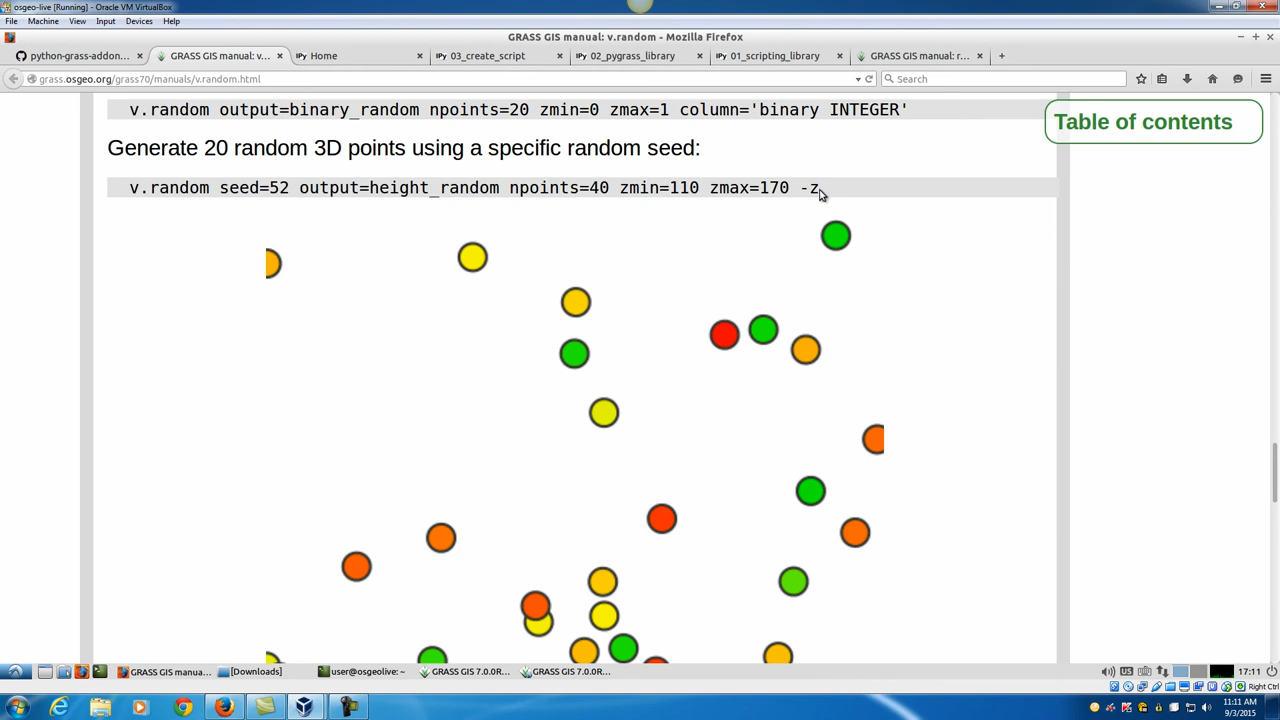 osgeo-live [Running] - Oracle VM VirtualBox
File Machine View Input Devices Help
GRASS GIS manual: v.random - Mozilla Firefox
python-grass-addon...
GRASS GIS manual: v...
IPy Home
IPy 03_create_script
IPy 02_pygrass_library
IPy 01_scripting_library
GRASS GIS manual: r...
grass.osgeo.org/grass70/manuals/v.random.html
Search
v.random output=binary_random npoints=20 zmin=0 zmax=1 column='binary INTEGER'
Table of contents
Generate 20 random 3D points using a specific random seed:
v.random seed=52 output=height_random npoints=40 zmin=110 zmax=170 -z
GRASS GIS manua...
[Downloads]
user@osgeolive: ~
GRASS GIS 7.0.0R...
GRASS GIS 7.0.0R...
US
17:11
Right Ctrl
11:11 AM
9/3/2015